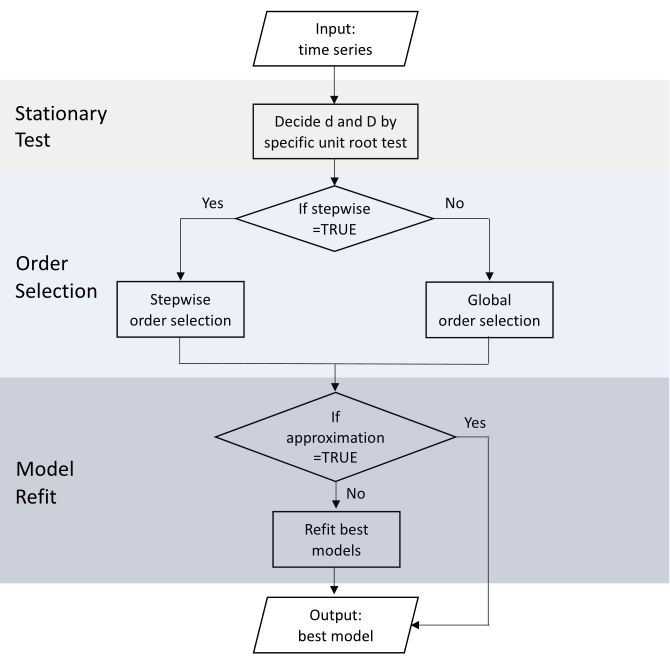 Input:
time series
Stationary
Test
Decide d and D by
specific unit root test
Yes
If stepwise
=TRUE
No
Order
Selection
Stepwise
order selection
Global
order selection
If
approximation
=TRUE
Yes
Model
Refit
No
Refit best
models
Output:
best model